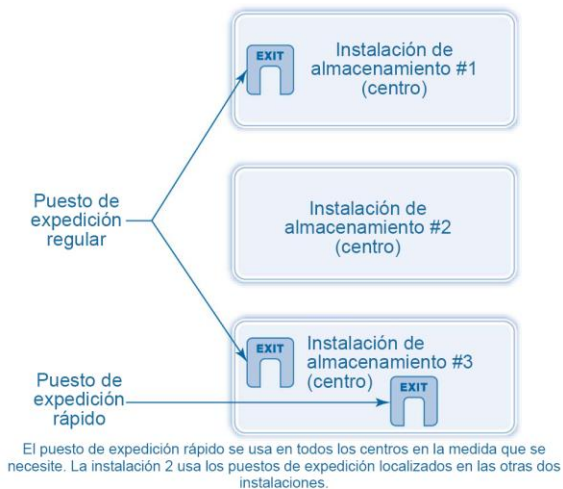 EXIT
Instalación de
almacenamiento #1
(centro)
Puesto de
expedición
regular
Instalación de
almacenamiento #2
(centro)
EXIT
Instalación de
almacenamiento #3
(centro)
EXIT
Puesto de
expedición
rápido
El puesto de expedición rápido se usa en todos los centros en la medida que se
necesite. La instalación 2 usa los puestos de expedición localizados en las otras dos
instalaciones.